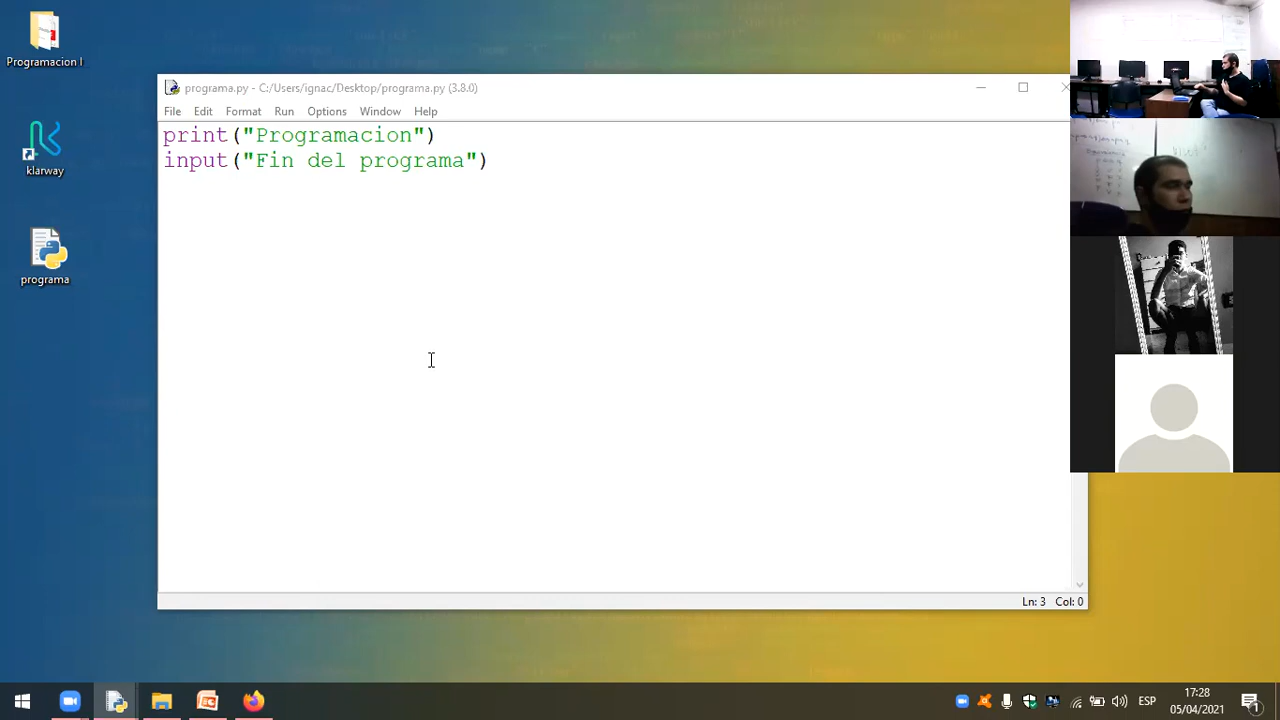 Programacion I
klarway
programa
programa.py - C:/Users/ignac/Desktop/programa.py (3.8.0)
File Edit Format Run Options Window Help
print("Programacion")
input("Fin del programa")
Ln: 3 Col: 0
ESP
17:28
05/04/2021
1